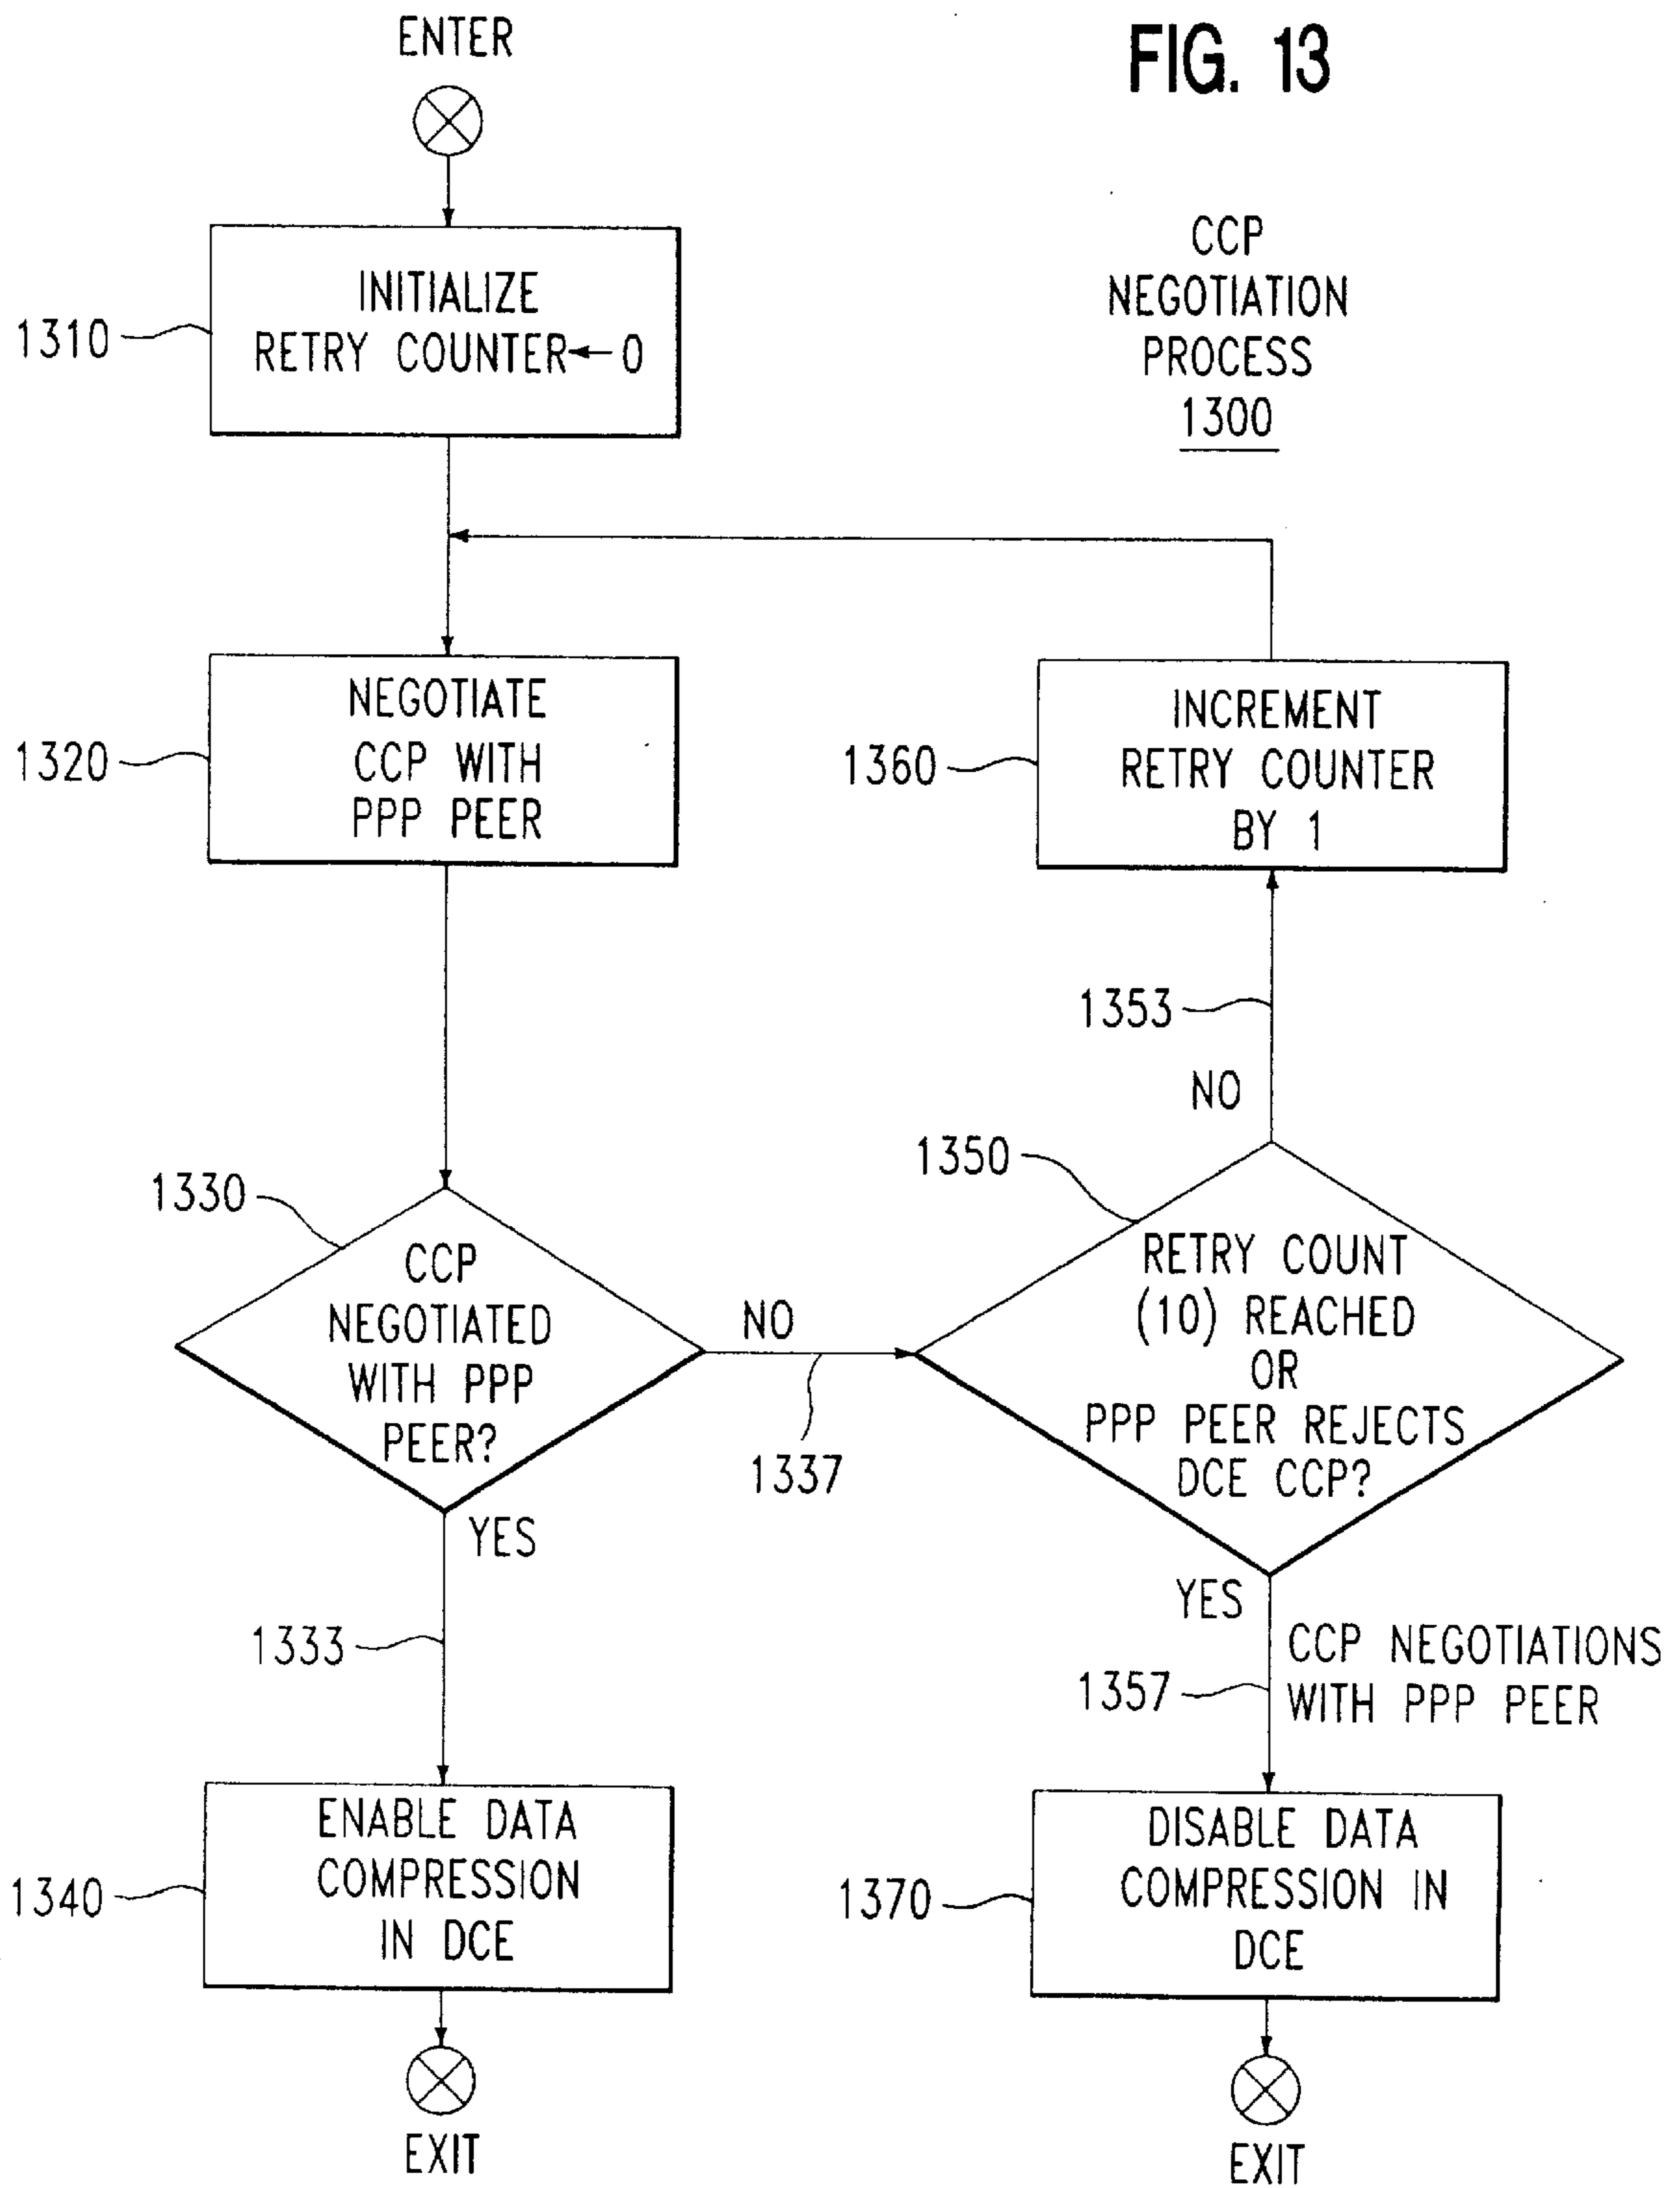 ENTER
FIG. 13
CCP
NEGOTIATION
PROCESS
1300
INITIALIZE
RETRY COUNTER←0
1310
NEGOTIATE
CCP WITH
PPP PEER
1320
INCREMENT
RETRY COUNTER
BY 1
1360
1353
NO
1330
CCP
NEGOTIATED
WITH PPP
PEER?
NO
1337
1350
RETRY COUNT
(10) REACHED
OR
PPP PEER REJECTS
DCE CCP?
YES
1333
YES
CCP NEGOTIATIONS
WITH PPP PEER
1357
ENABLE DATA
COMPRESSION
IN DCE
1340
DISABLE DATA
COMPRESSION IN
DCE
1370
EXIT
EXIT